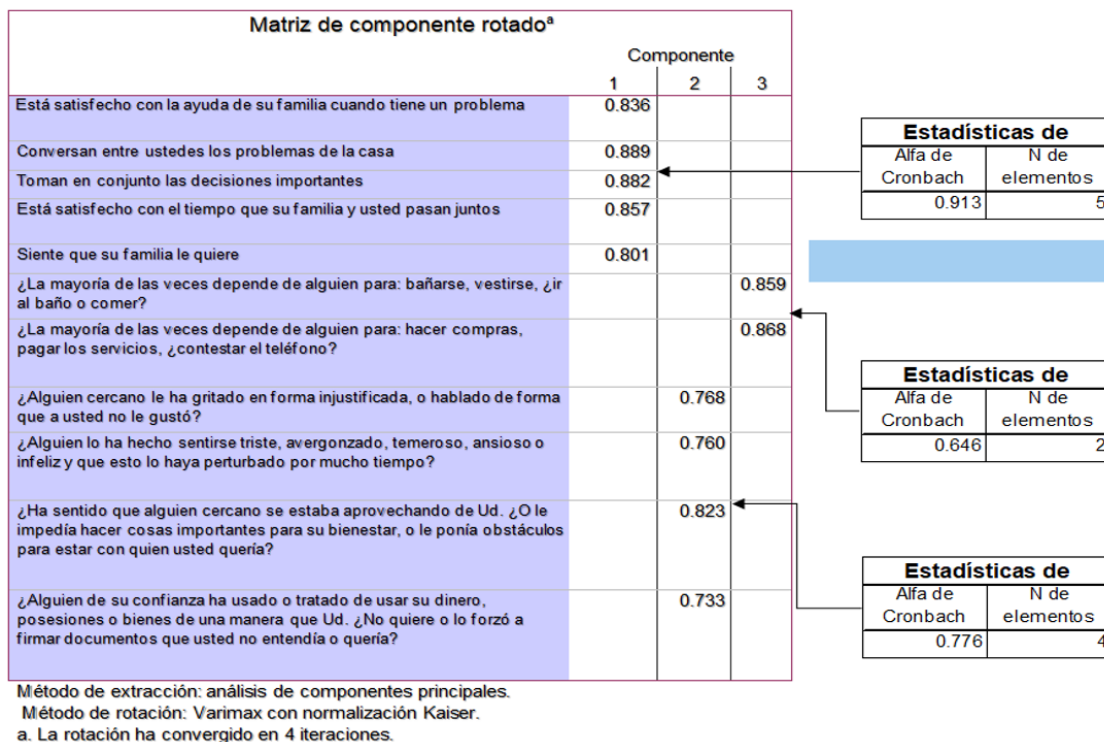 Matriz de componente rotadoª
Componente
1 2 3
Está satisfecho con la ayuda de su familia cuando tiene un problema 0.836
Conversan entre ustedes los problemas de la casa 0.889
Toman en conjunto las decisiones importantes 0.882
Está satisfecho con el tiempo que su familia y usted pasan juntos 0.857
Siente que su familia le quiere 0.801
¿La mayoría de las veces depende de alguien para: bañarse, vestirse, ¿ir 0.859
al baño o comer?
¿La mayoría de las veces depende de alguien para: hacer compras, 0.868
pagar los servicios, ¿contestar el teléfono?
¿Alguien cercano le ha gritado en forma injustificada, o hablado de forma 0.768
que a usted no le gustó?
¿Alguien lo ha hecho sentirse triste, avergonzado, temeroso, ansioso o 0.760
infeliz y que esto lo haya perturbado por mucho tiempo?
¿Ha sentido que alguien cercano se estaba aprovechando de Ud. ¿O le 0.823
impedía hacer cosas importantes para su bienestar, o le ponía obstáculos
para estar con quien usted quería?
¿Alguien de su confianza ha usado o tratado de usar su dinero, 0.733
posesiones o bienes de una manera que Ud. ¿No quiere o lo forzó a
firmar documentos que usted no entendía o quería?
Método de extracción: análisis de componentes principales.
Método de rotación: Varimax con normalización Kaiser.
a. La rotación ha convergido en 4 iteraciones.
Estadísticas de
Alfa de N de
Cronbach elementos
0.913 5
Estadísticas de
Alfa de N de
Cronbach elementos
0.646 2
Estadísticas de
Alfa de N de
Cronbach elementos
0.776 4